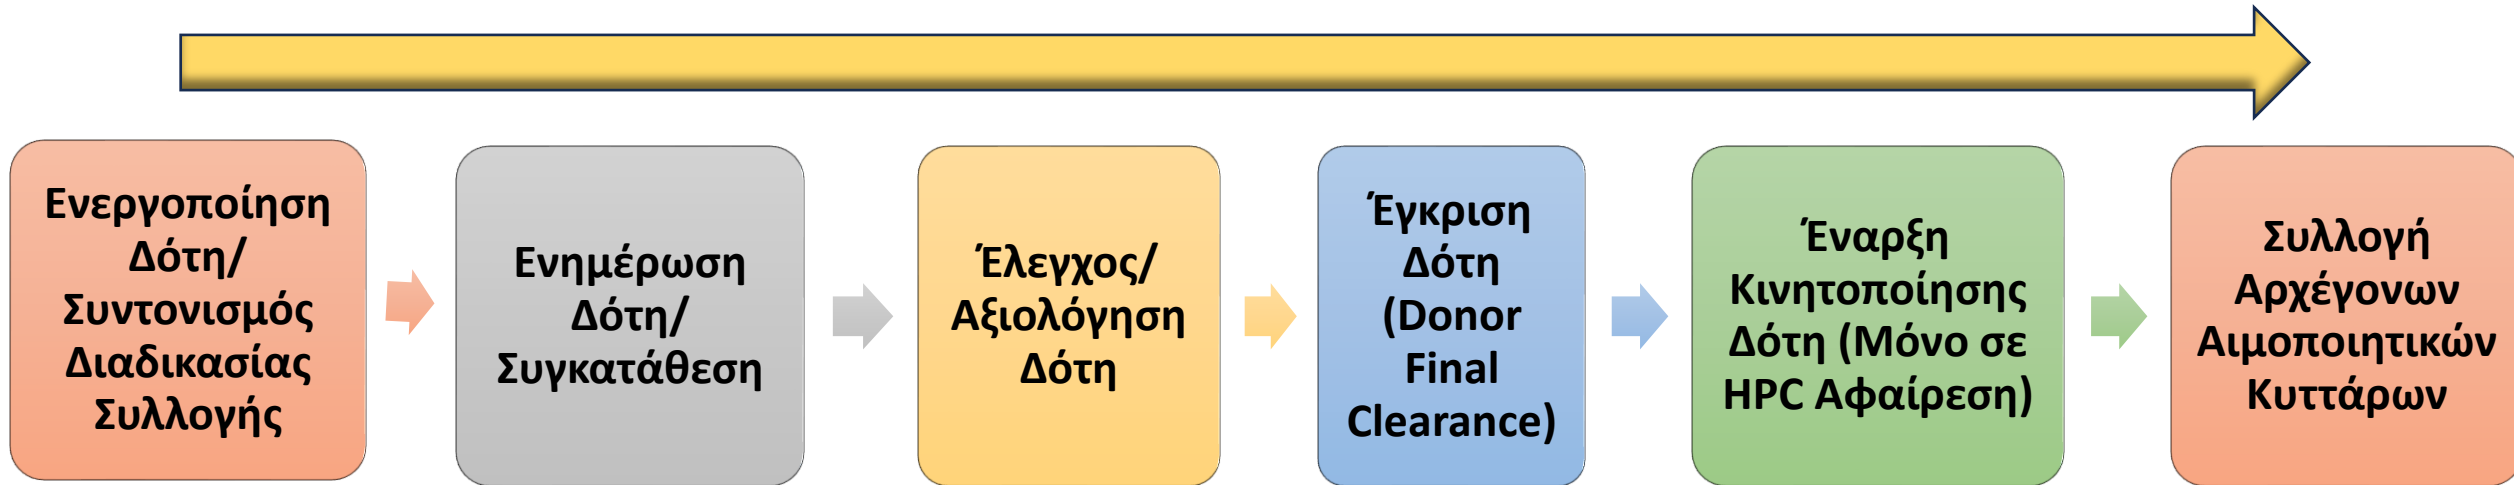 Ενεργοποίηση
Δότη/
Συντονισμός
Διαδικασίας
Συλλογής
Ενημέρωση
Δότη/
Συγκατάθεση
Έλεγχος/
Αξιολόγηση
Δότη
Έγκριση
Δότη
(Donor
Final
Clearance)
Έναρξη
Κινητοποίησης
Δότη (Μόνο σε
HPC Αφαίρεση)
Συλλογή
Αρχέγονων
Αιμοποιητικών
Κυττάρων